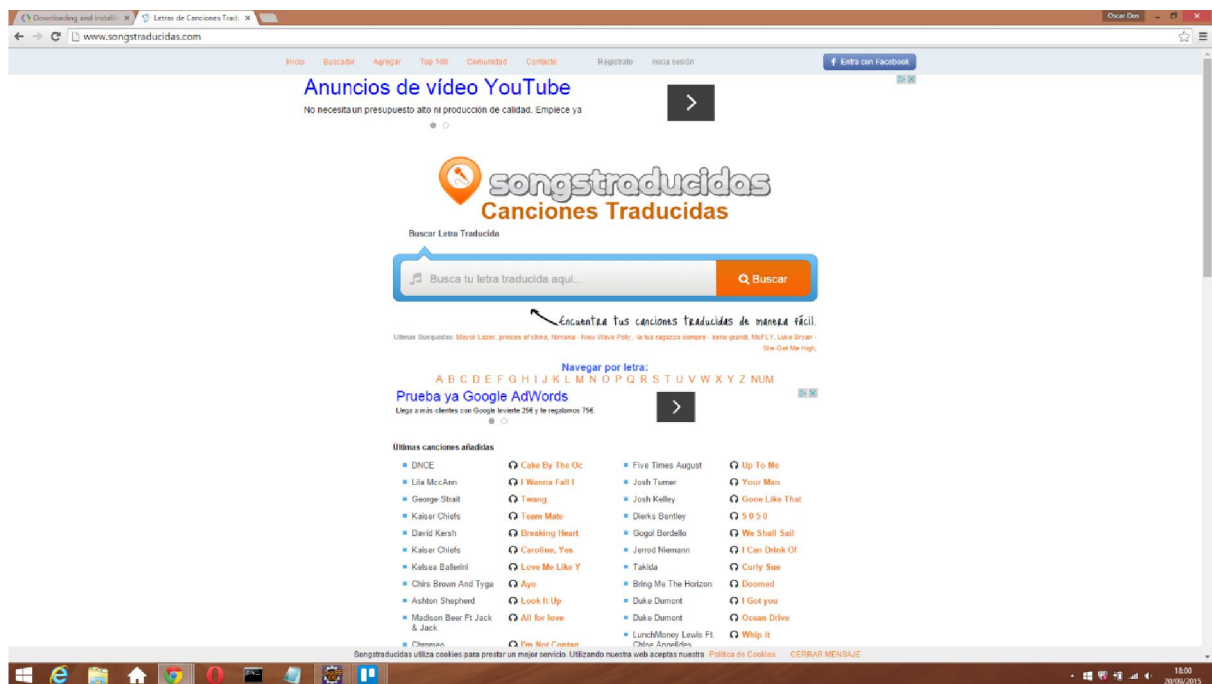 Downloading and Installi
Letras de Canciones Trad
Oscar Dos
www.songstraducidas.com
Inicio Buscador Agregar Top 100 Comunidad Contacto Registrate Inicia sesión Entra con Facebook
Anuncios de vídeo YouTube
No necesita un presupuesto alto ni producción de calidad. Empiece ya
songstraducidas
Canciones Traducidas
Buscar Letra Traducida
Busca tu letra traducida aqui... Buscar
Encuentra tus canciones traducidas de manera fácil.
Ultimas Busquedas: Mayor Lazer, princes of china, Nirvana - New Wave Poly, -la tua ragazza sempre - irene grandi, McFLY, Luke Bryan -
She Get Me High,
Navegar por letra:
A B C D E F G H I J K L M N O P Q R S T U V W X Y Z NUM
Prueba ya Google AdWords
Llega a más clientes con Google Invierte 25€ y te regalamos 75€.
Últimas canciones añadidas
DNCE Cake By The Oc Five Times August Up To Me
Lila McCann I Wanna Fall I Josh Turner Your Man
George Strait Twang Josh Kelley Gone Like That
Kaiser Chiefs Team Mate Dierks Bentley 5 0 5 0
David Kersh Breaking Heart Gogol Bordello We Shall Sail
Kaiser Chiefs Caroline, Yes Jerrod Niemann I Can Drink Of
Kelsea Ballerini Love Me Like Y Takida Curly Sue
Chirs Brown And Tyga Ayo Bring Me The Horizon Doomed
Ashton Shepherd Look It Up Duke Dumont I Got you
Madison Beer Ft Jack All for love Duke Dumont Ocean Drive
& Jack
LunchMoney Lewis Ft Whip it
Chloe Angelides
Songstraducidas utiliza cookies para prestar un mejor servicio. Utilizando nuestra web aceptas nuestra Politica de Cookies CERRAR MENSAJE
18:00
20/09/2015